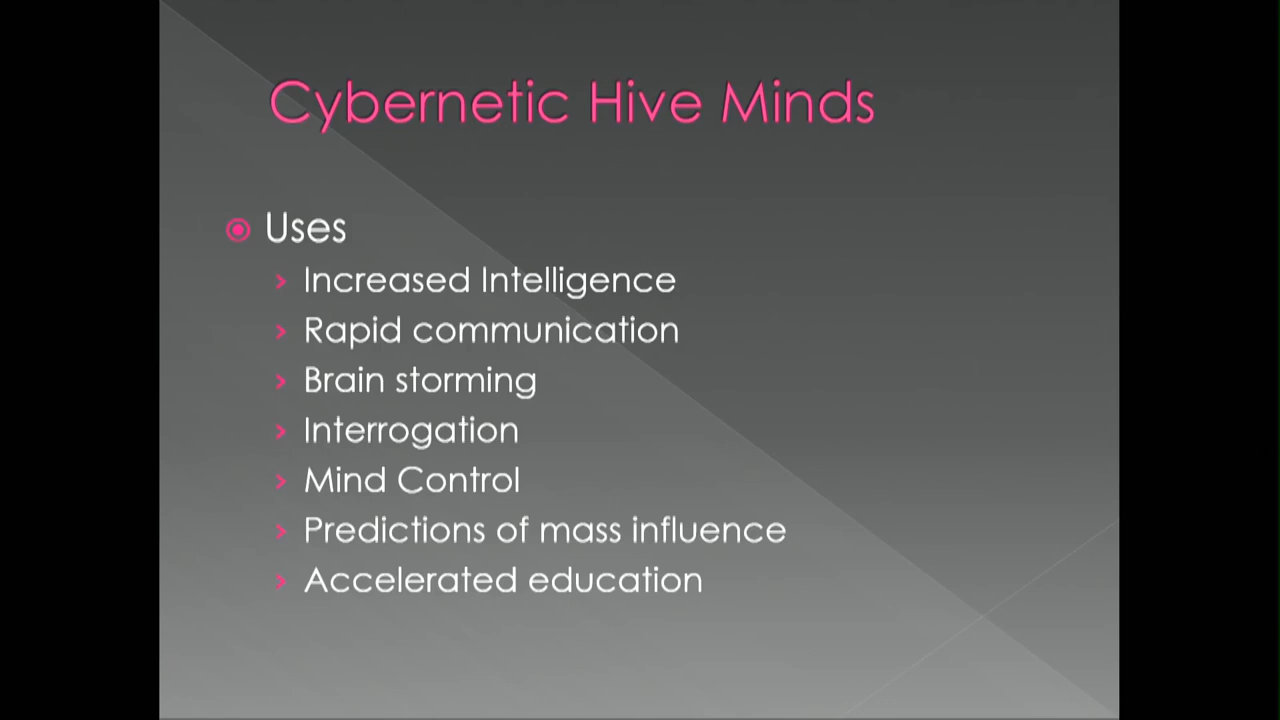 Cybernetic Hive Minds
Uses
Increased Intelligence
Rapid communication
Brain storming
Interrogation
Mind Control
Predictions of mass influence
Accelerated education